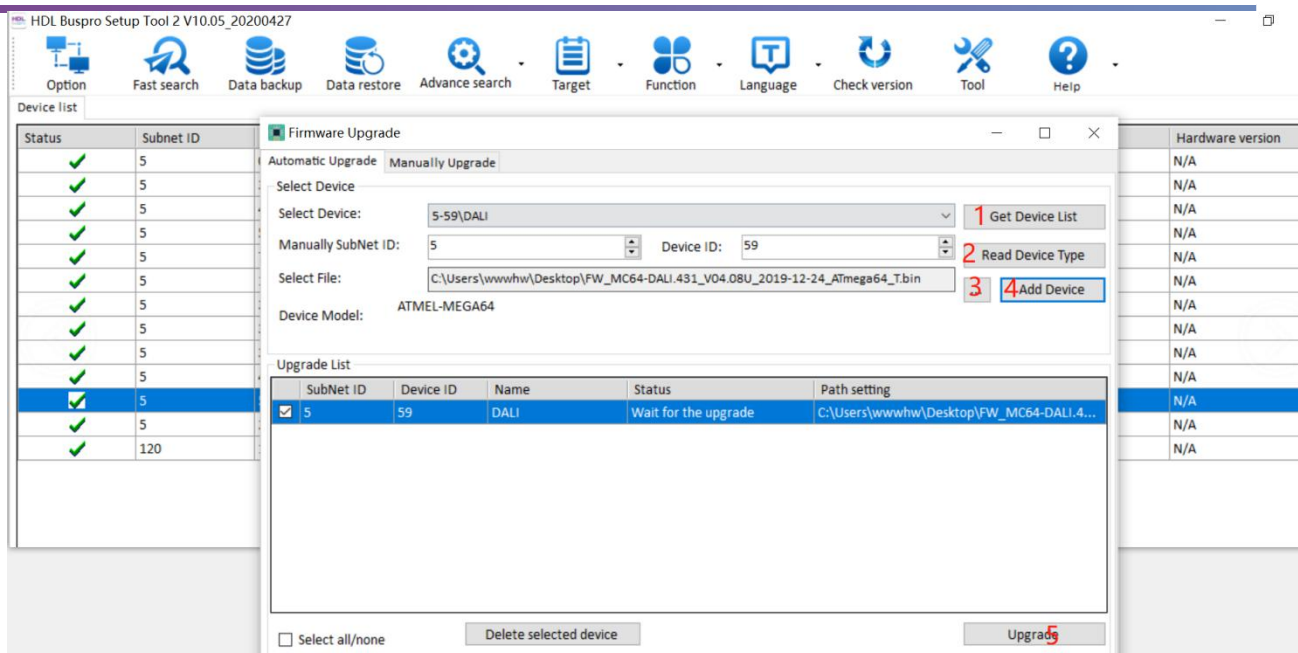 HDL Buspro Setup Tool 2 V10.05_20200427
Option Fast search Data backup Data restore Advance search Target Function Language Check version Tool Help
Device list
Status Subnet ID Hardware version
Firmware Upgrade
Automatic Upgrade Manually Upgrade
Select Device
Select Device: 5-59\DALI 1 Get Device List
Manually SubNet ID: 5 Device ID: 59 2 Read Device Type
Select File: C:\Users\wwwhw\Desktop\FW_MC64-DALI.431_V04.08U_2019-12-24_ATmega64_T.bin 3 4 Add Device
Device Model: ATMEL-MEGA64
Upgrade List
SubNet ID Device ID Name Status Path setting
5 59 DALI Wait for the upgrade C:\Users\wwwhw\Desktop\FW_MC64-DALI.4...
Select all/none Delete selected device Upgrade 5
5 N/A
5 N/A
5 N/A
5 N/A
5 N/A
5 N/A
5 N/A
5 N/A
5 N/A
5 N/A
5 N/A
5 N/A
120 N/A